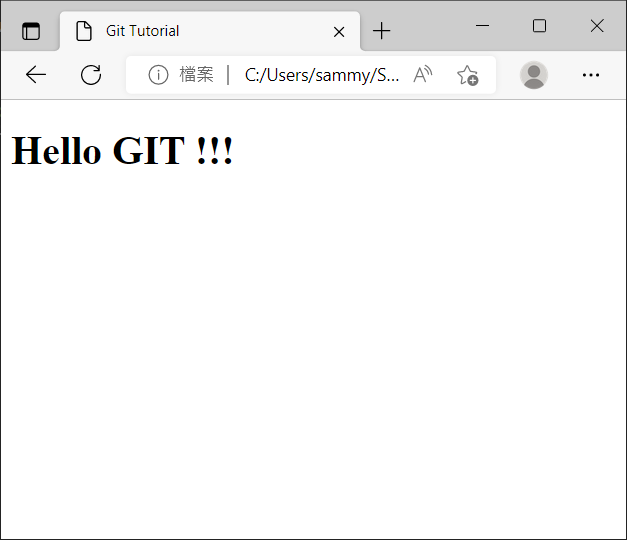 Git Tutorial
檔案 C:/Users/sammy/S...
Hello GIT !!!